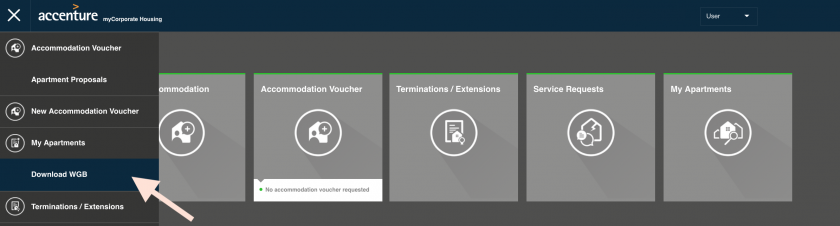 accenture myCorporate Housing
User
Accommodation Voucher
Apartment Proposals
New Accommodation Voucher
My Apartments
Download WGB
Terminations / Extensions
ommodation
Accommodation Voucher
No accommodation voucher requested
Terminations / Extensions
Service Requests
My Apartments